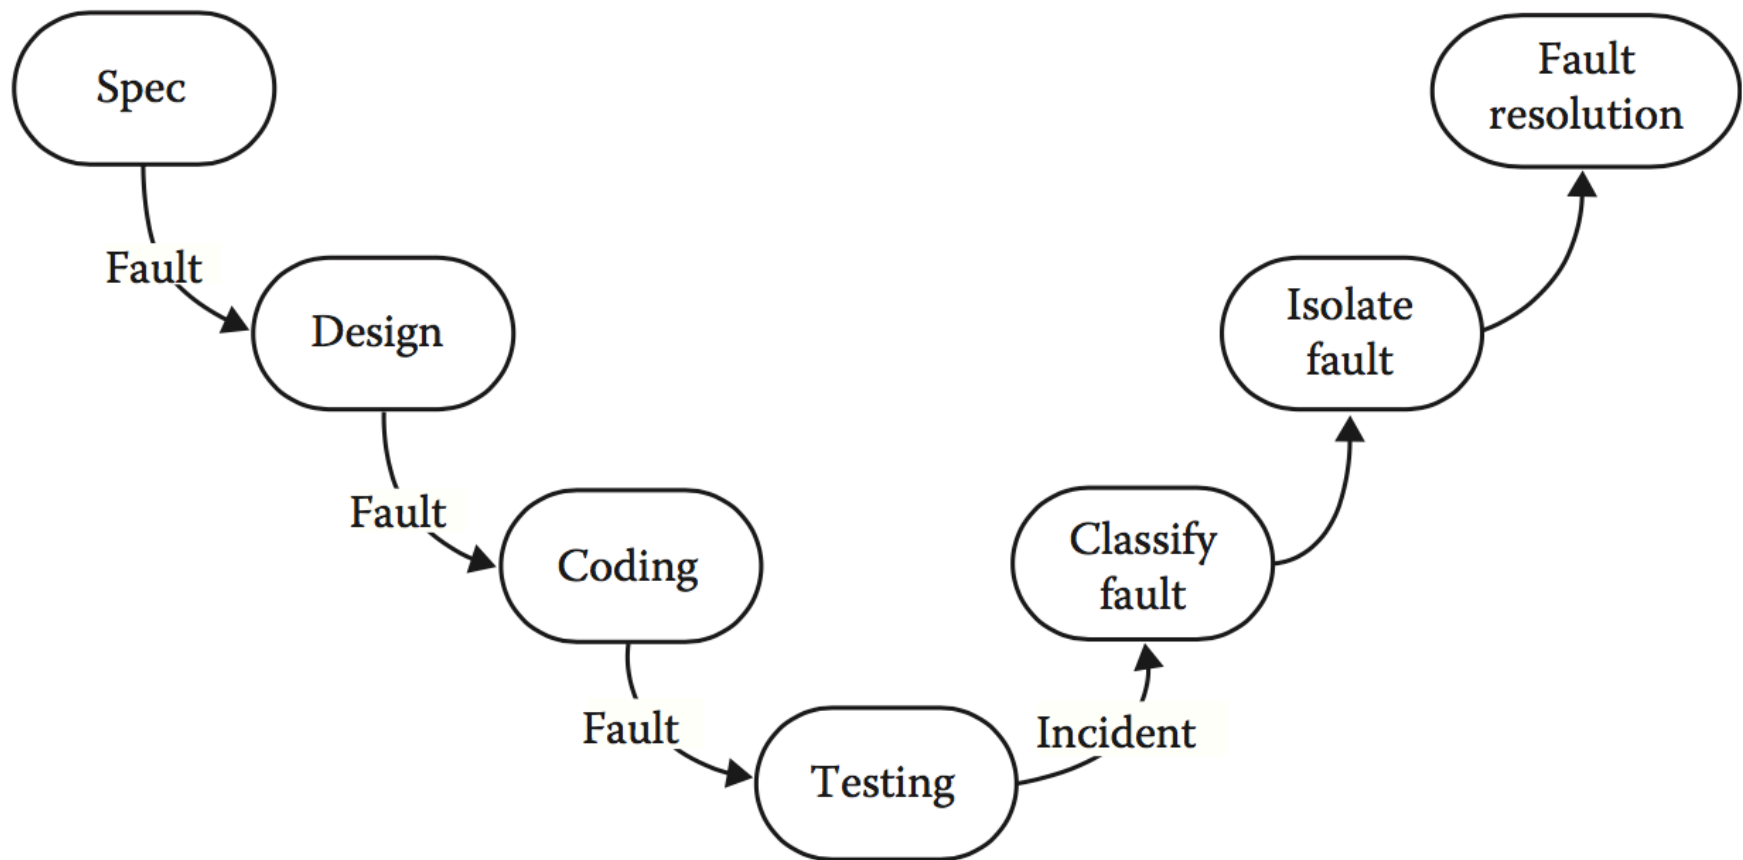 Spec
Fault
Design
Fault
Coding
Fault
Testing
Incident
Classify
fault
Isolate
fault
Fault
resolution